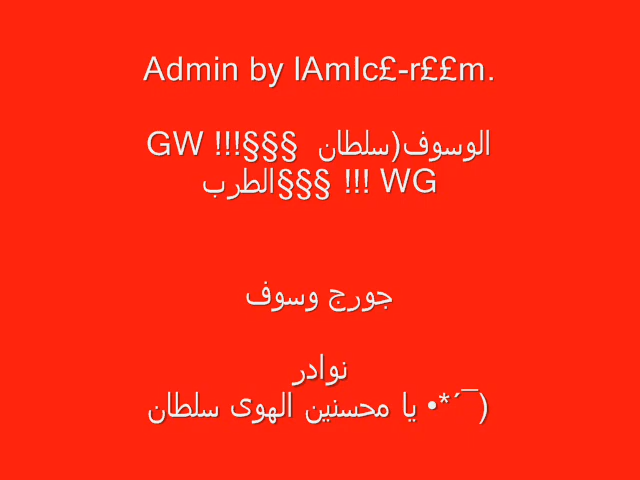 Admin by IAmIc£-r££m.
الوسوف(سلطان §§§!!! GW
الطرب§§§ !!! WG
جورج وسوف
نوادر
(¯´*• يا محسنين الهوى سلطان